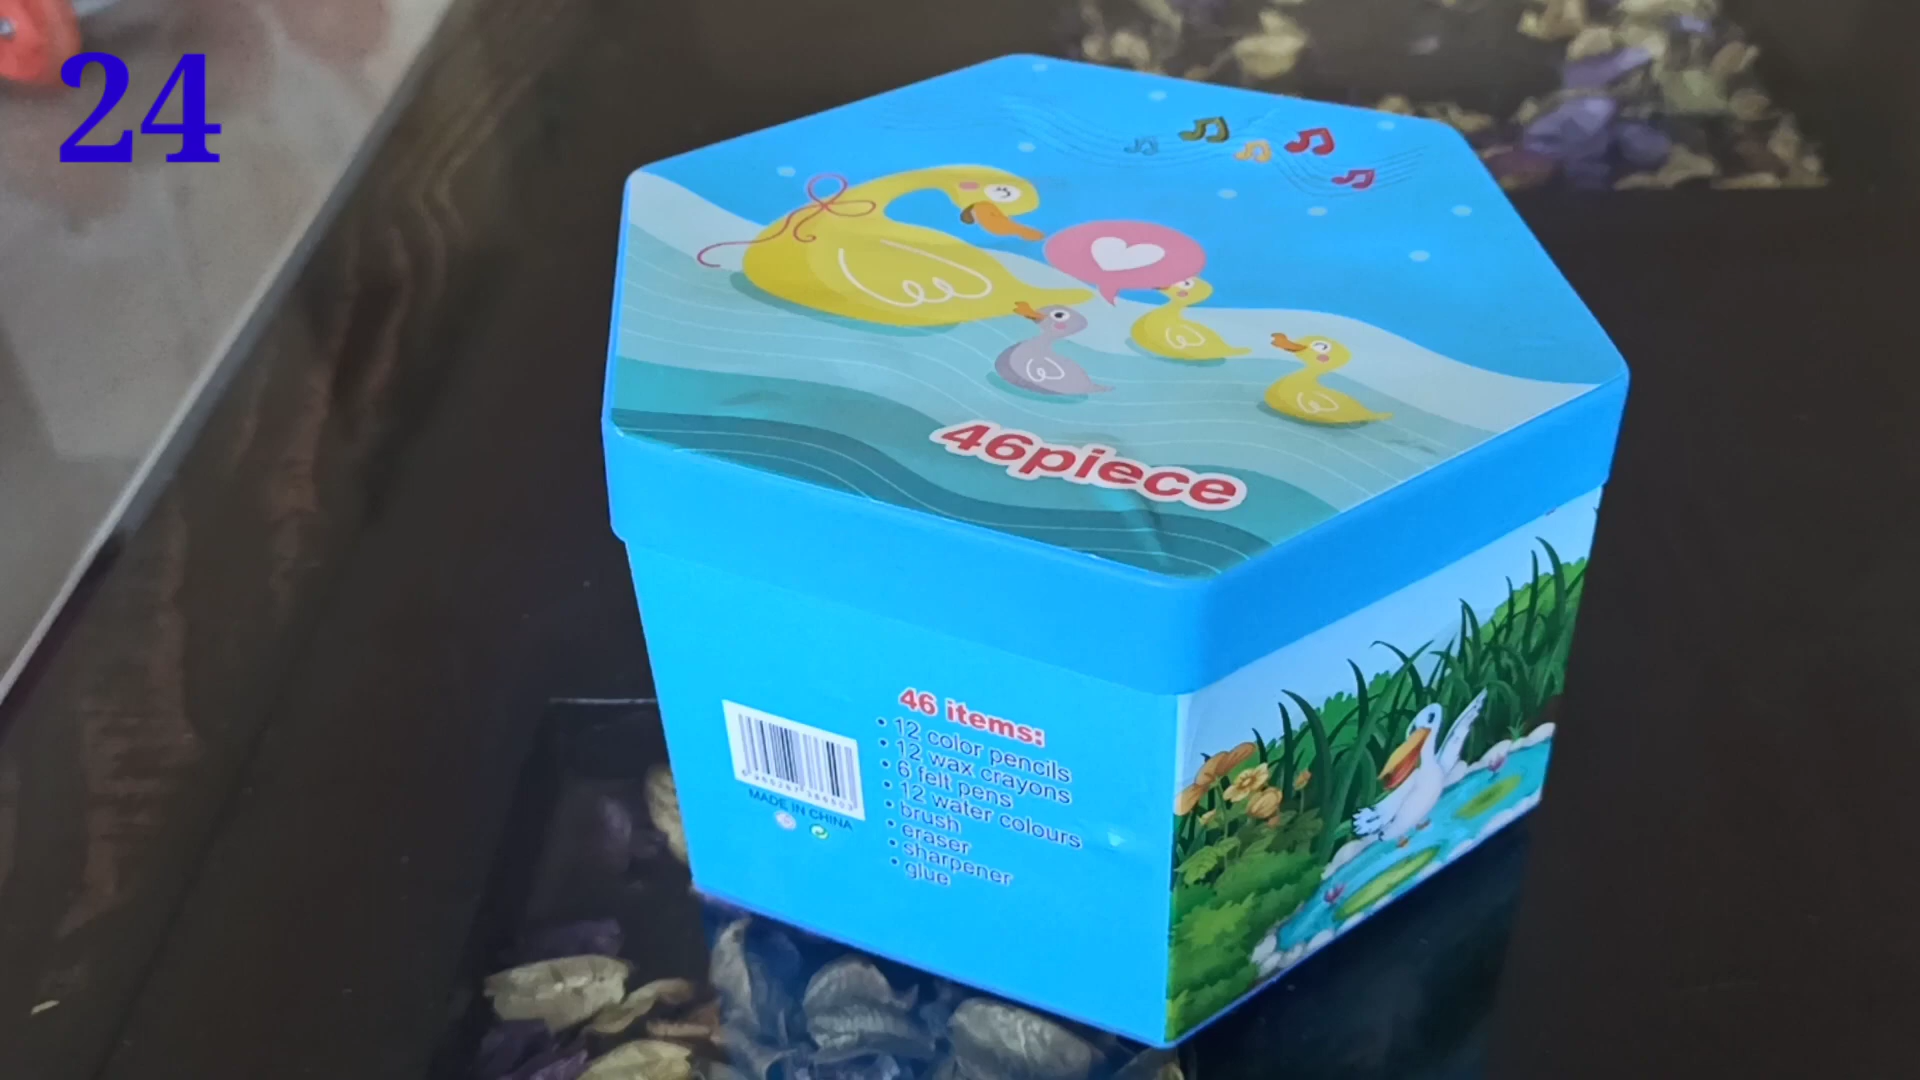 24
46piece
46 items:
• 12 color pencils
• 12 wax crayons
• 6 felt pens
• 12 water colours
• brush
• eraser
• sharpener
• glue
MADE IN CHINA